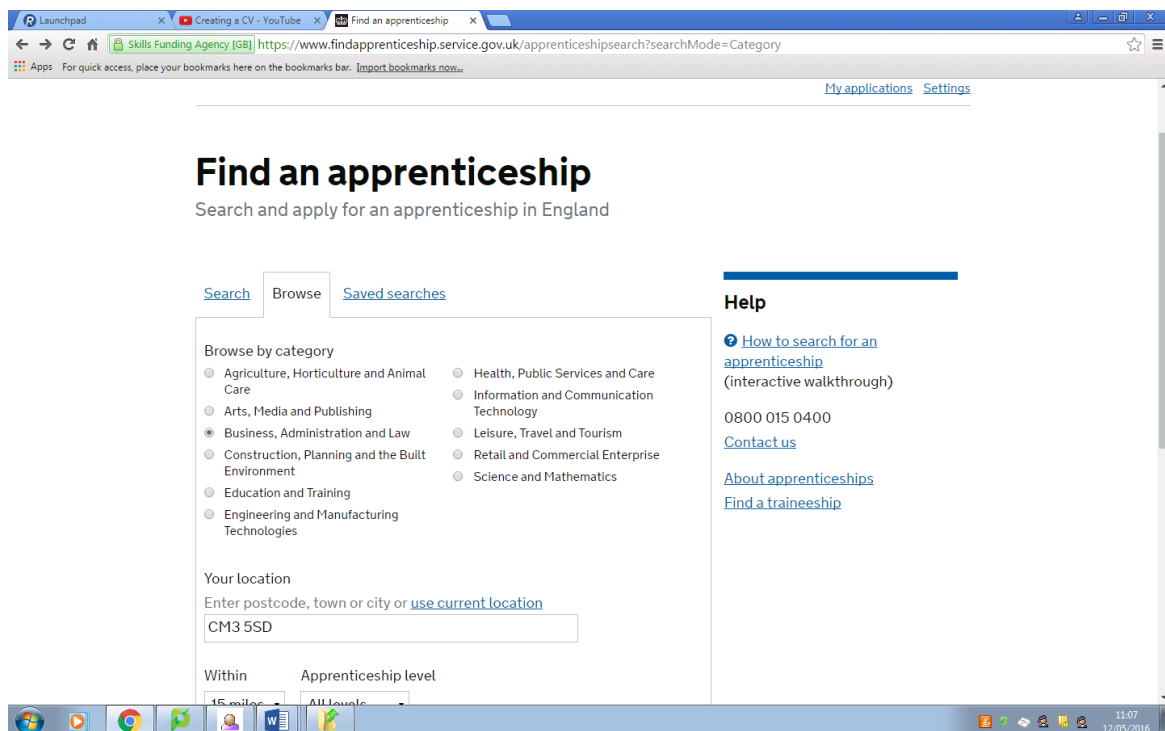 Launchpad
Creating a CV - YouTube
Find an apprenticeship
Skills Funding Agency [GB] https://www.findapprenticeship.service.gov.uk/apprenticeshipsearch?searchMode=Category
Apps For quick access, place your bookmarks here on the bookmarks bar. Import bookmarks now...
My applications Settings
Find an apprenticeship
Search and apply for an apprenticeship in England
Search Browse Saved searches
Browse by category
Agriculture, Horticulture and Animal
Care
Arts, Media and Publishing
Business, Administration and Law
Construction, Planning and the Built
Environment
Education and Training
Engineering and Manufacturing
Technologies
Health, Public Services and Care
Information and Communication
Technology
Leisure, Travel and Tourism
Retail and Commercial Enterprise
Science and Mathematics
Your location
Enter postcode, town or city or use current location
CM3 5SD
Within Apprenticeship level
15 miles All levels
Help
How to search for an
apprenticeship
(interactive walkthrough)
0800 015 0400
Contact us
About apprenticeships
Find a traineeship
11:07
12/05/2016